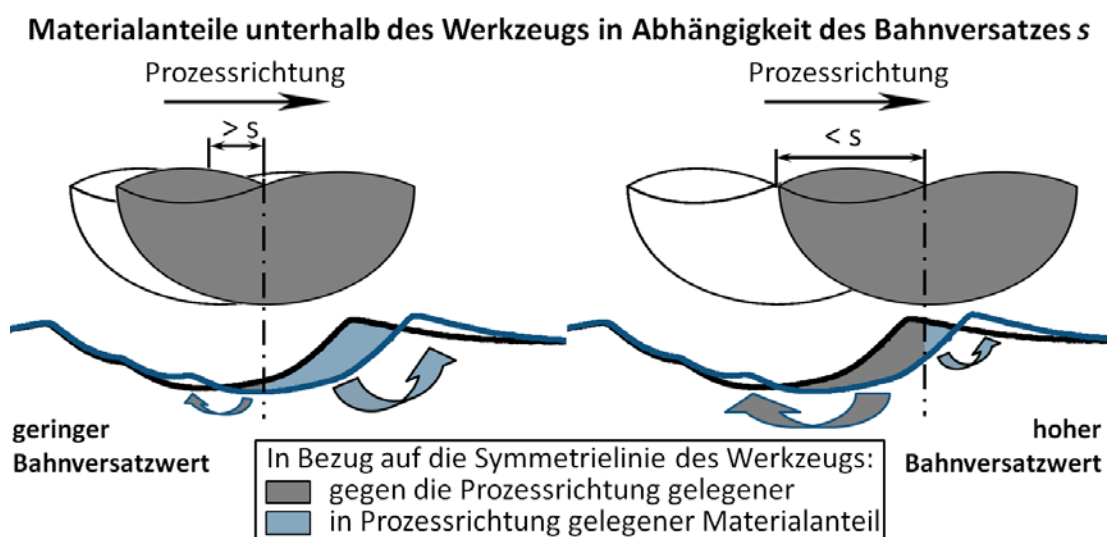 Materialanteile unterhalb des Werkzeugs in Abhängigkeit des Bahnversatzes s
Prozessrichtung
> s
Prozessrichtung
< s
geringer
Bahnversatzwert
hoher
Bahnversatzwert
In Bezug auf die Symmetrielinie des Werkzeugs:
gegen die Prozessrichtung gelegener
in Prozessrichtung gelegener Materialanteil